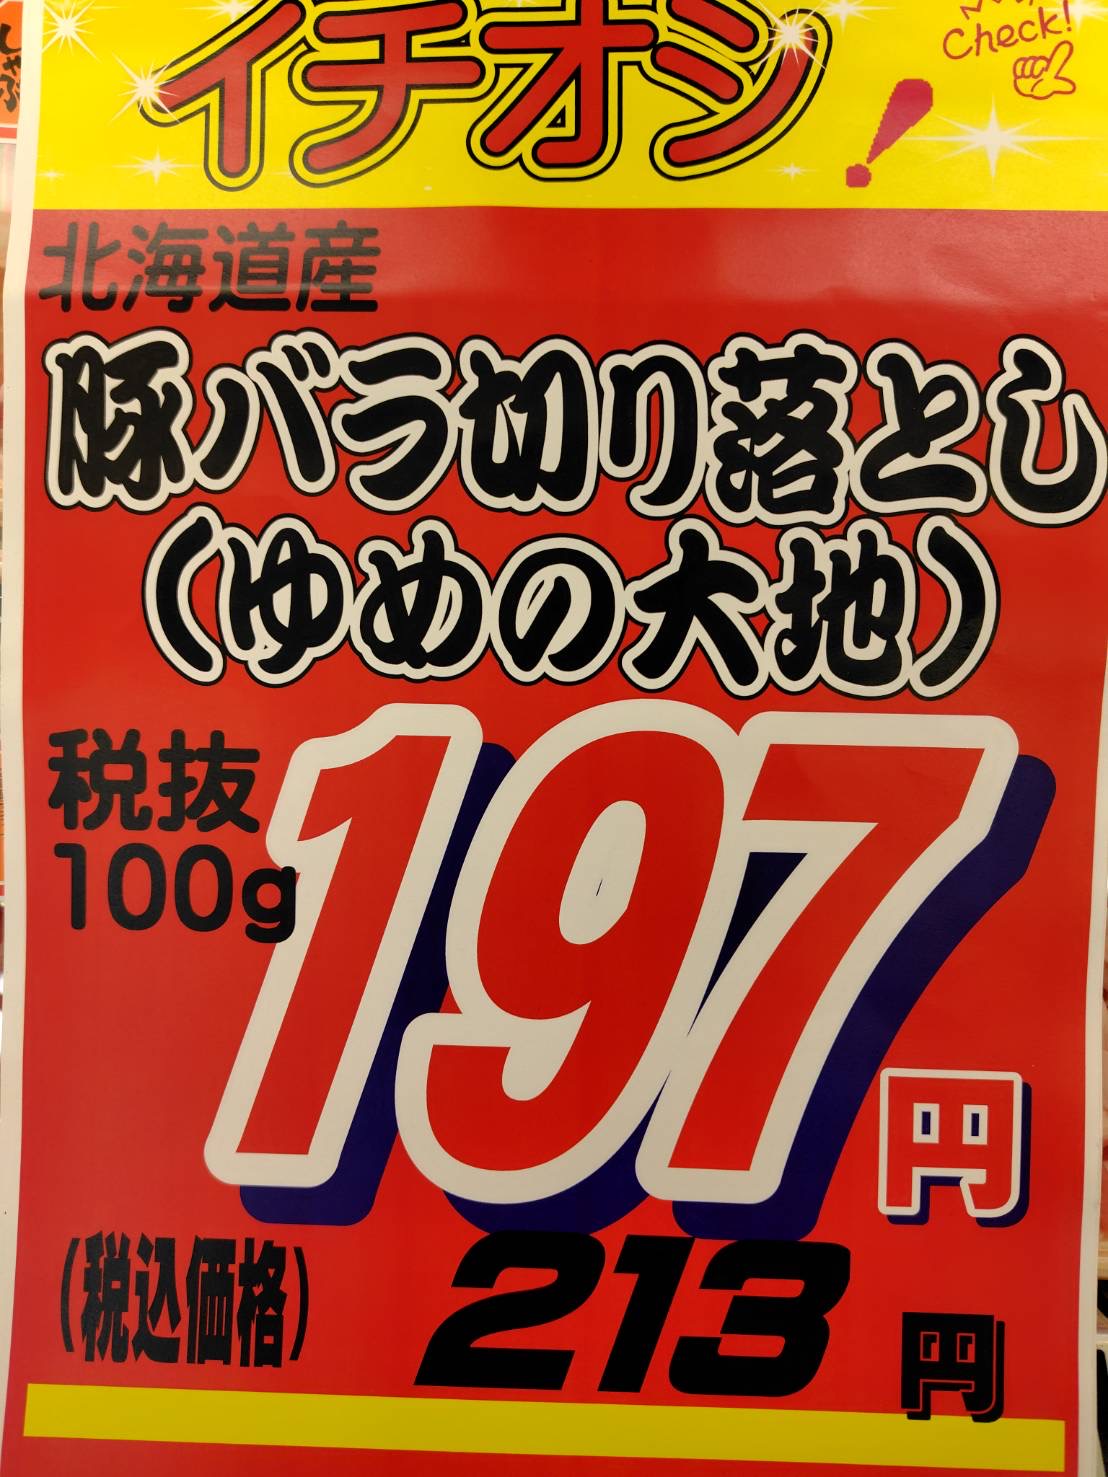 イチオシ!
Check!
北海道産
豚バラ切り落とし
(ゆめの大地)
税抜
100g
197円
(税込価格) 213円